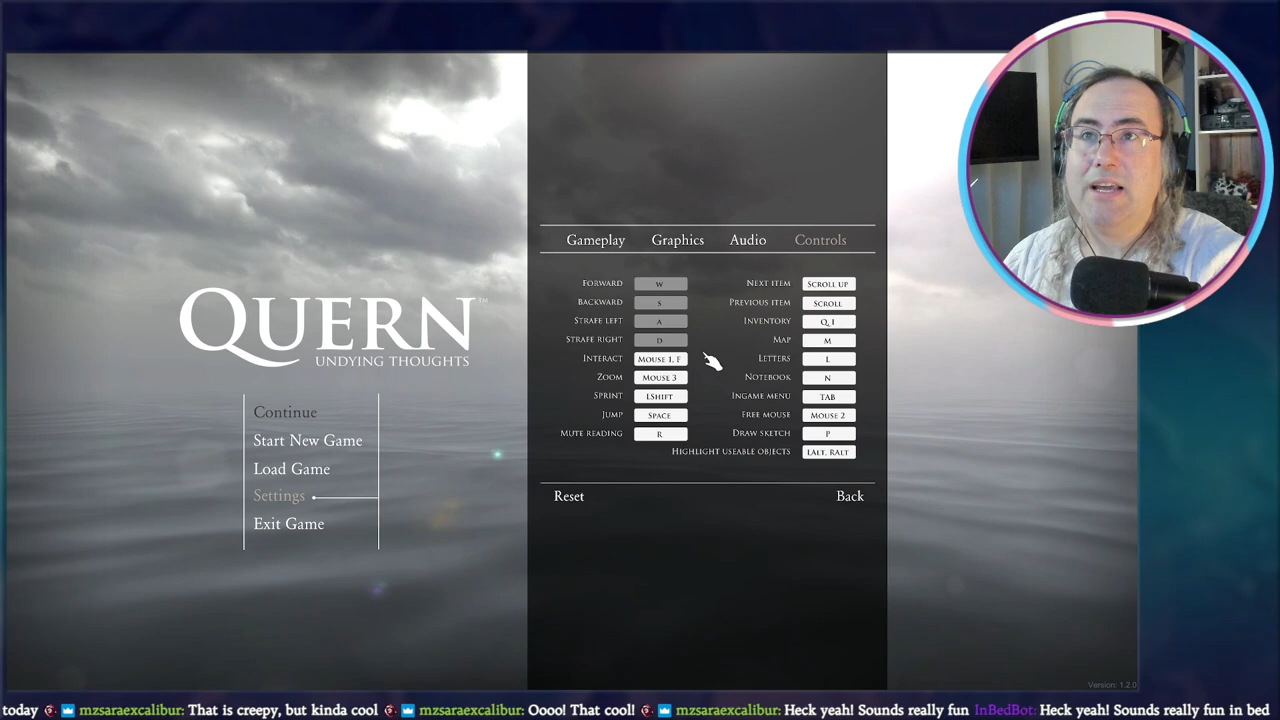 QUERN™
UNDYING THOUGHTS
Continue
Start New Game
Load Game
Settings
Exit Game
Gameplay Graphics Audio Controls
FORWARD W
BACKWARD S
STRAFE LEFT A
STRAFE RIGHT D
INTERACT MOUSE 1, F
ZOOM MOUSE 3
SPRINT LSHIFT
JUMP SPACE
MUTE READING R
NEXT ITEM SCROLL UP
PREVIOUS ITEM SCROLL
INVENTORY Q, I
MAP M
LETTERS L
NOTEBOOK N
INGAME MENU TAB
FREE MOUSE MOUSE 2
DRAW SKETCH P
HIGHLIGHT USEABLE OBJECTS LALT, RALT
Reset Back
Version: 1.2.0
today mzsaraexcalibur: That is creepy, but kinda cool mzsaraexcalibur: Oooo! That cool! mzsaraexcalibur: Heck yeah! Sounds really fun InBedBot: Heck yeah! Sounds really fun in bed